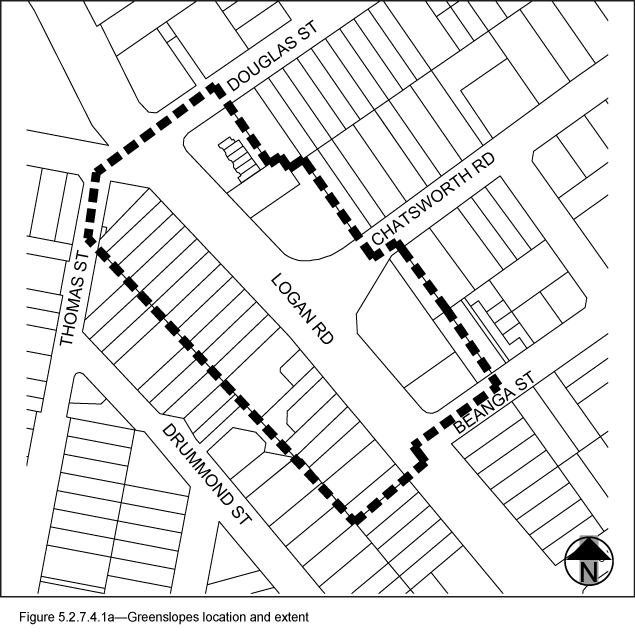 DOUGLAS ST
CHATSWORTH RD
LOGAN RD
THOMAS ST
BEANGA ST
DRUMMOND ST
N
Figure 5.2.7.4.1a—Greenslopes location and extent